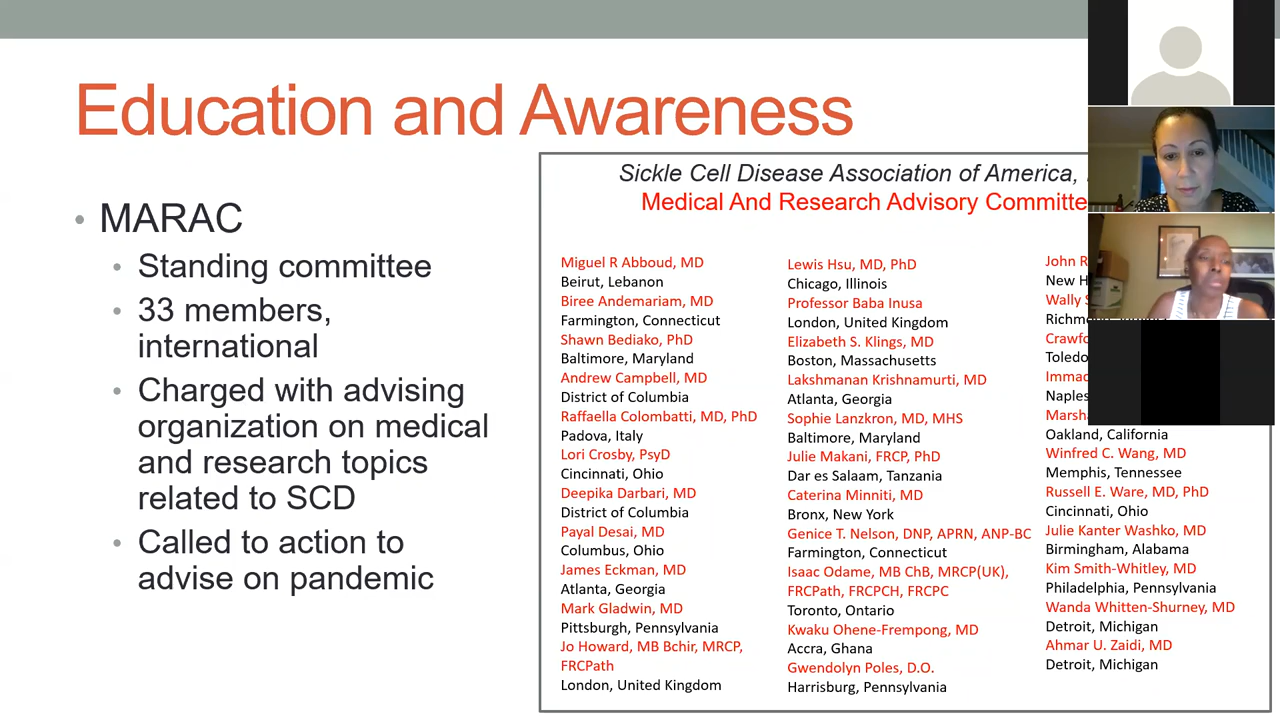 Education and Awareness
• MARAC
• Standing committee
• 33 members,
international
• Charged with advising
organization on medical
and research topics
related to SCD
• Called to action to
advise on pandemic
Sickle Cell Disease Association of America,
Medical And Research Advisory
Miguel R Abboud, MD
Beirut, Lebanon
Biree Andemariam, MD
Farmington, Connecticut
Shawn Bediako, PhD
Baltimore, Maryland
Andrew Campbell, MD
District of Columbia
Raffaella Colombatti, MD, PhD
Padova, Italy
Lori Crosby, PsyD
Cincinnati, Ohio
Deepika Darbari, MD
District of Columbia
Payal Desai, MD
Columbus, Ohio
James Eckman, MD
Atlanta, Georgia
Mark Gladwin, MD
Pittsburgh, Pennsylvania
Jo Howard, MB Bchir, MRCP,
FRCPath
London, United Kingdom
Lewis Hsu, MD, PhD
Chicago, Illinois
Professor Baba Inusa
London, United Kingdom
Elizabeth S. Klings, MD
Boston, Massachusetts
Lakshmanan Krishnamurti, MD
Atlanta, Georgia
Sophie Lanzkron, MD, MHS
Baltimore, Maryland
Julie Makani, FRCP, PhD
Dar es Salaam, Tanzania
Caterina Minniti, MD
Bronx, New York
Genice T. Nelson, DNP, APRN, ANP-BC
Farmington, Connecticut
Isaac Odame, MB ChB, MRCP(UK),
FRCPath, FRCPCH, FRCPC
Toronto, Ontario
Kwaku Ohene-Frempong, MD
Accra, Ghana
Gwendolyn Poles, D.O.
Harrisburg, Pennsylvania
John
New
Wally
Toledo
Naples
Oakland, California
Winfred C. Wang, MD
Memphis, Tennessee
Russell E. Ware, MD, PhD
Cincinnati, Ohio
Julie Kanter Washko, MD
Birmingham, Alabama
Kim Smith-Whitley, MD
Philadelphia, Pennsylvania
Wanda Whitten-Shurney, MD
Detroit, Michigan
Ahmar U. Zaidi, MD
Detroit, Michigan